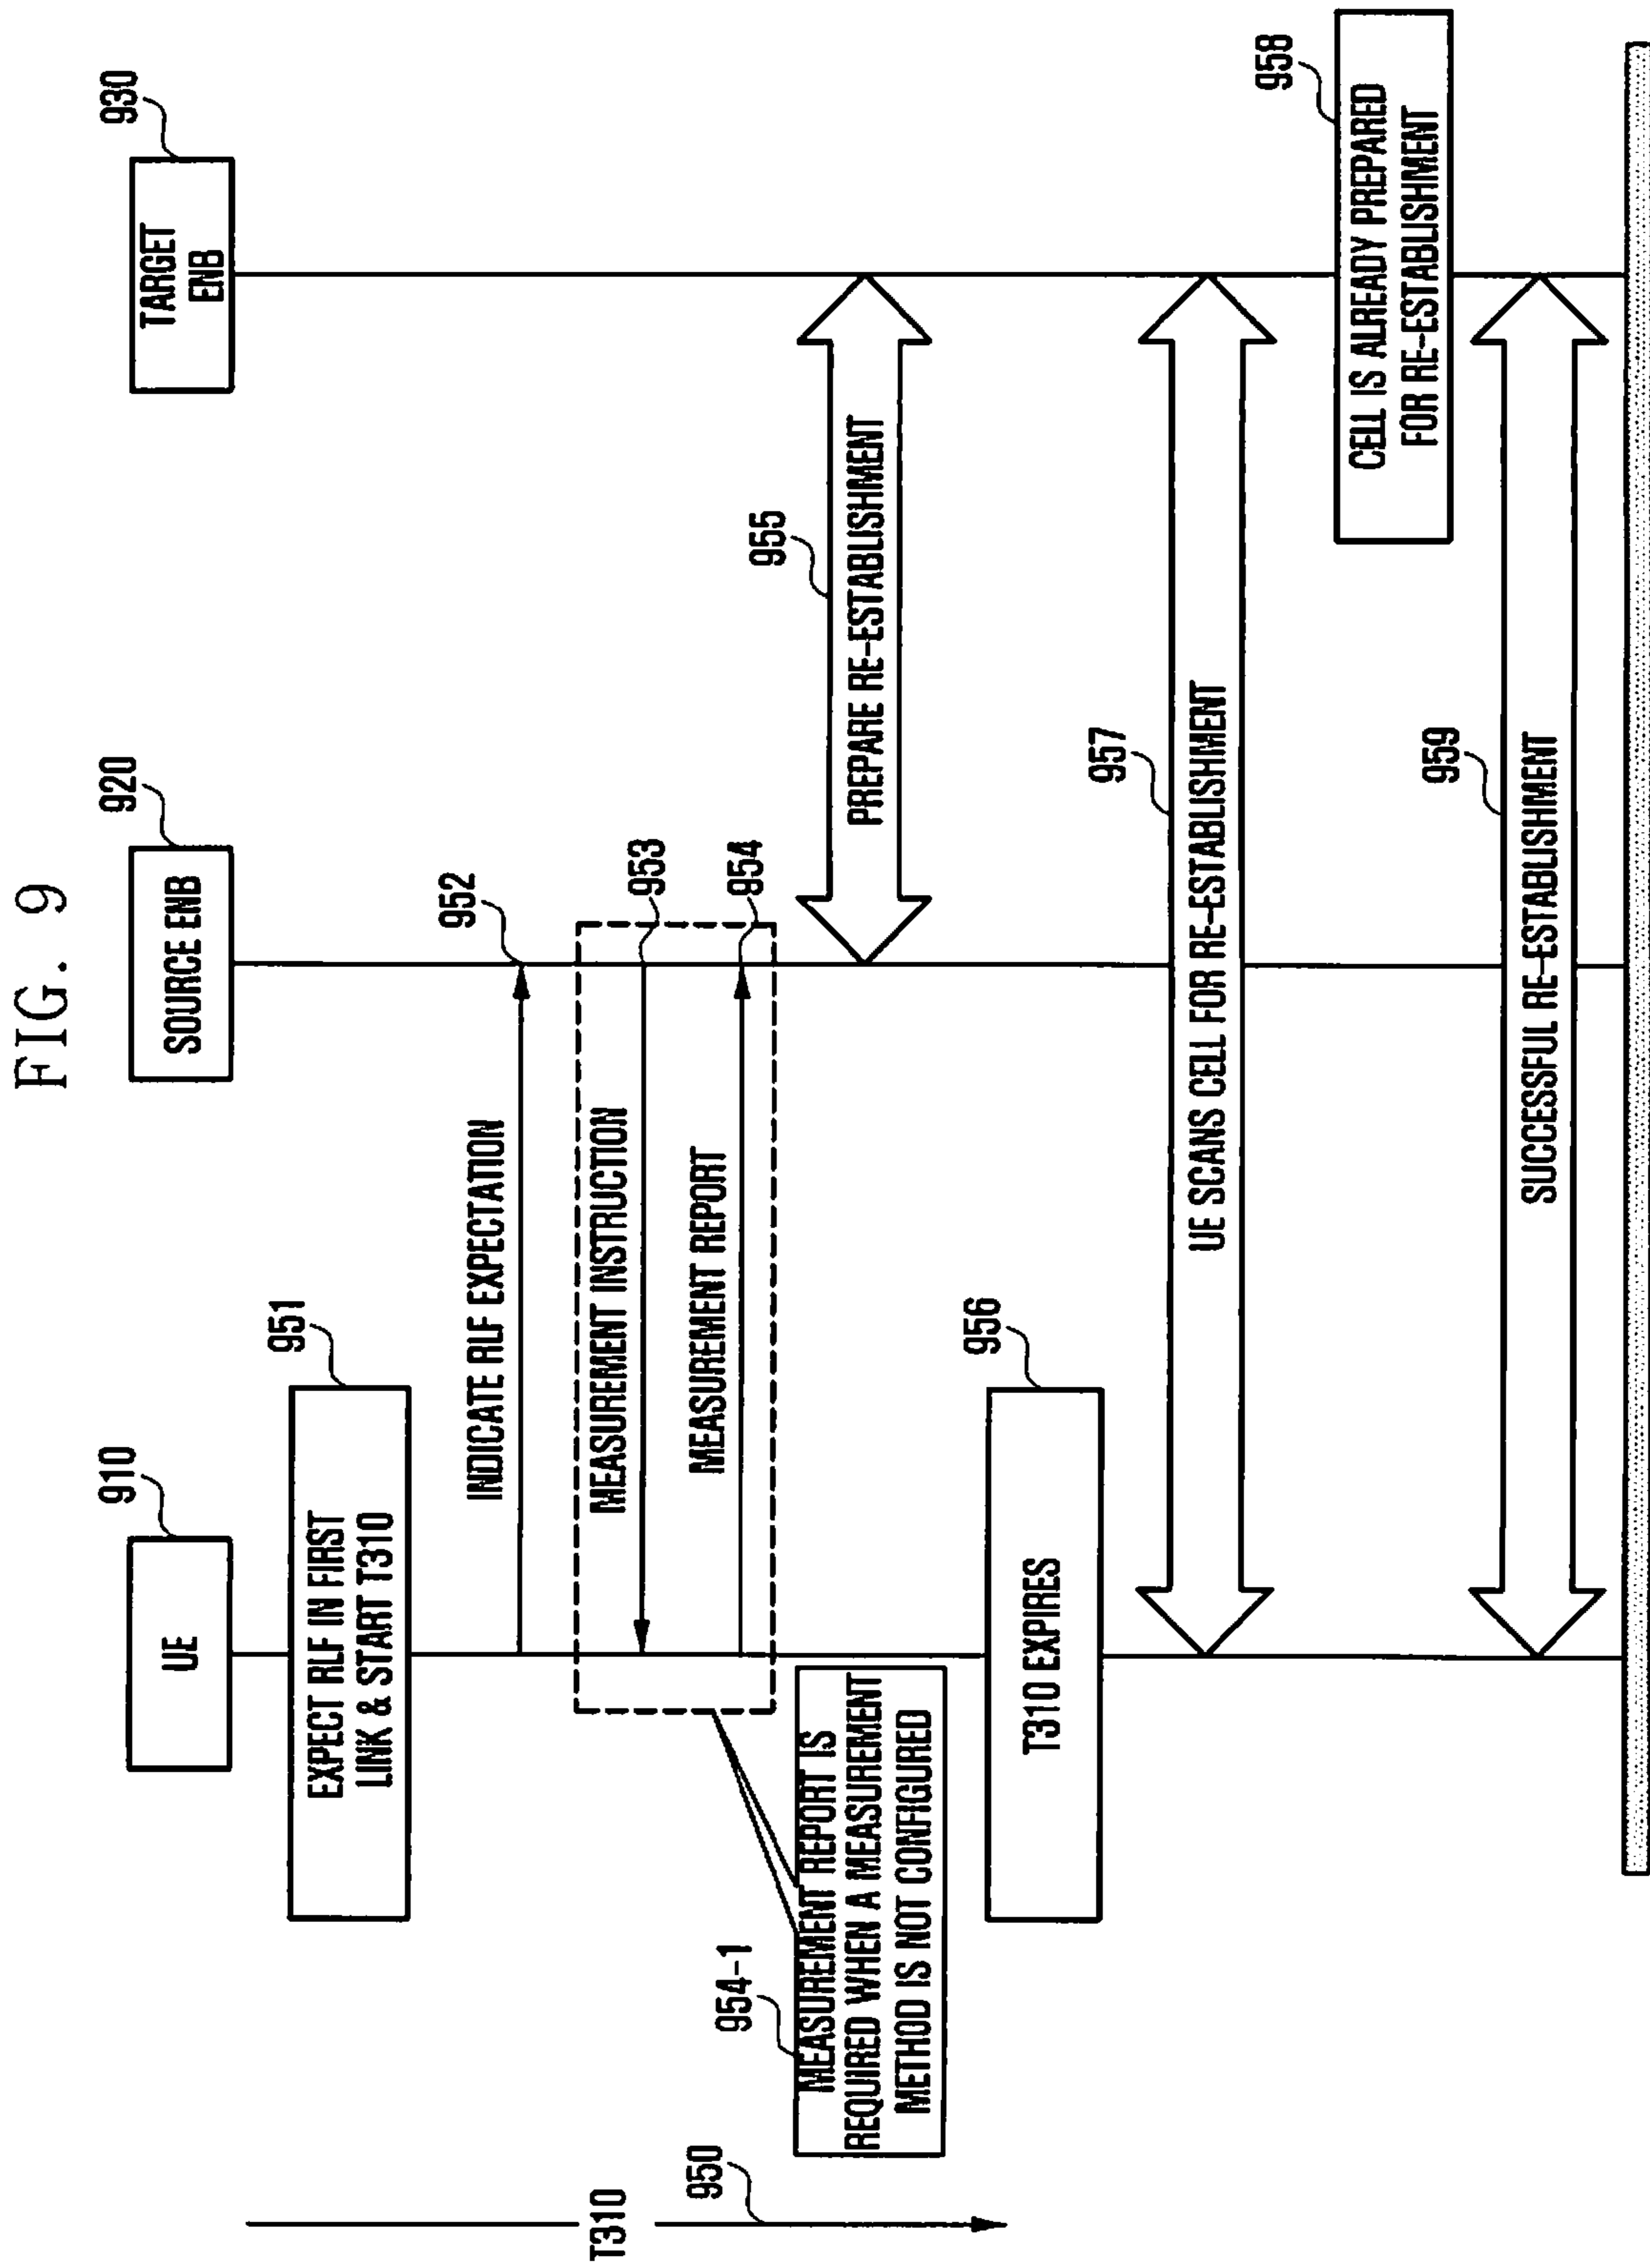 FIG. 9
910
UE
920
SOURCE ENB
930
TARGET
ENB
951
EXPECT RLF IN FIRST
LINK & START T310
952
INDICATE RLF EXPECTATION
953
MEASUREMENT INSTRUCTION
954
MEASUREMENT REPORT
954-1
MEASUREMENT REPORT IS
REQUIRED WHEN A MEASUREMENT
METHOD IS NOT CONFIGURED
T310
950
955
PREPARE RE-ESTABLISHMENT
956
T310 EXPIRES
957
UE SCANS CELL FOR RE-ESTABLISHMENT
958
CELL IS ALREADY PREPARED
FOR RE-ESTABLISHMENT
959
SUCCESSFUL RE-ESTABLISHMENT